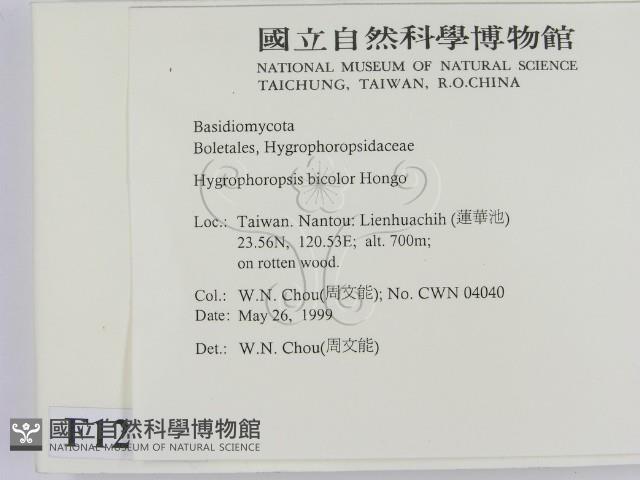 國立自然科學博物館
NATIONAL MUSEUM OF NATURAL SCIENCE
TAICHUNG, TAIWAN, R.O.CHINA
Basidiomycota
Boletales, Hygrophoropsidaceae
Hygrophoropsis bicolor Hongo
Loc.: Taiwan. Nantou: Lienhuachih (蓮華池)
23.56N, 120.53E; alt. 700m;
on rotten wood.
Col.: W.N. Chou(周文能); No. CWN 04040
Date: May 26, 1999
Det.: W.N. Chou(周文能)
F12
國立自然科學博物館
NATIONAL MUSEUM OF NATURAL SCIENCE